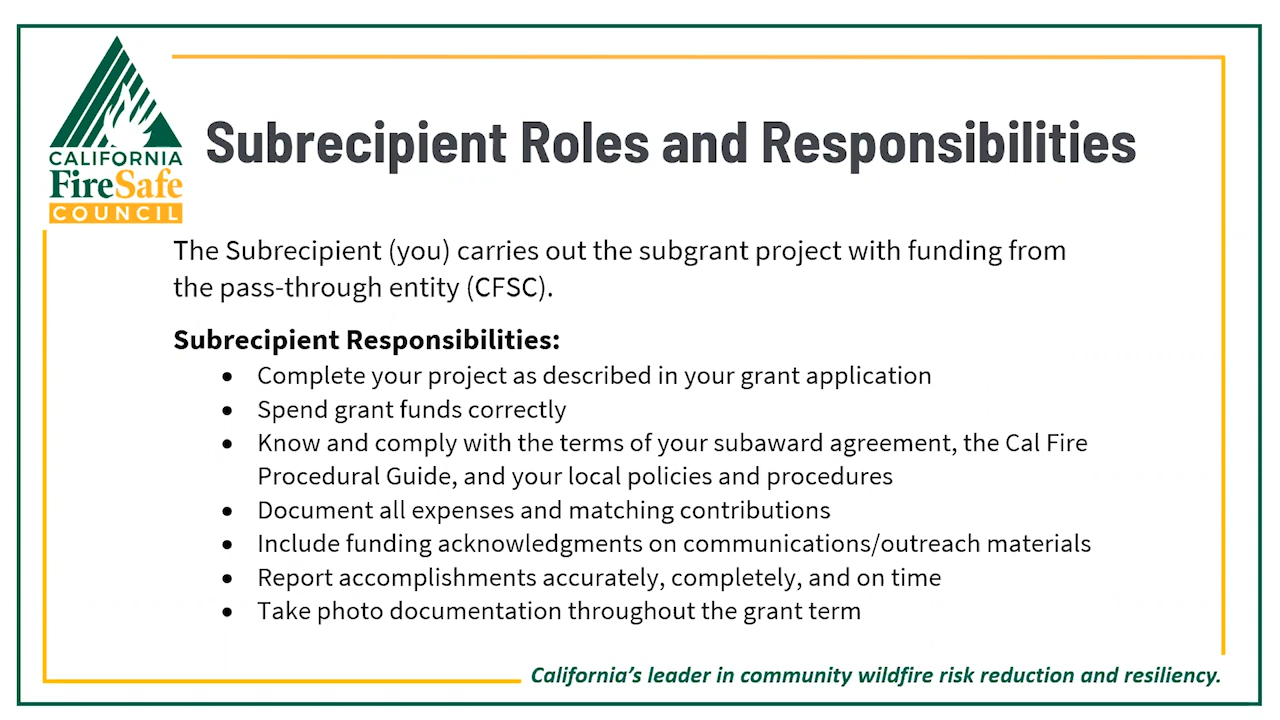 CALIFORNIA
FireSafe
COUNCIL
Subrecipient Roles and Responsibilities
The Subrecipient (you) carries out the subgrant project with funding from
the pass-through entity (CFSC).
Subrecipient Responsibilities:
• Complete your project as described in your grant application
• Spend grant funds correctly
• Know and comply with the terms of your subaward agreement, the Cal Fire
Procedural Guide, and your local policies and procedures
• Document all expenses and matching contributions
• Include funding acknowledgments on communications/outreach materials
• Report accomplishments accurately, completely, and on time
• Take photo documentation throughout the grant term
California's leader in community wildfire risk reduction and resiliency.